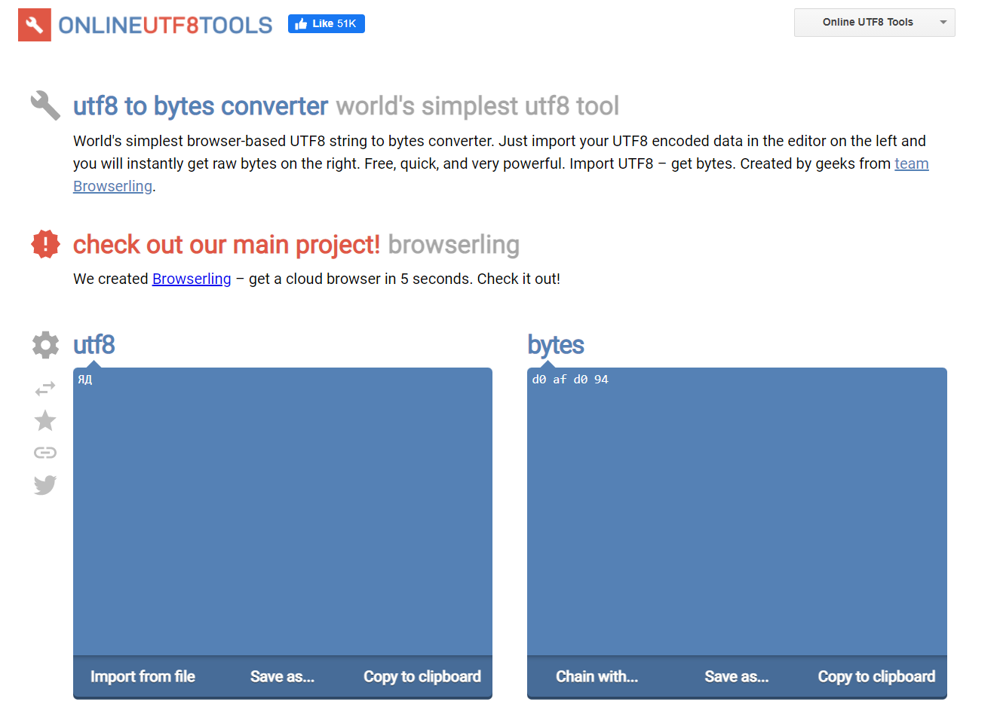 ONLINEUTF8TOOLS
Like 51K
Online UTF8 Tools
utf8 to bytes converter world's simplest utf8 tool
World's simplest browser-based UTF8 string to bytes converter. Just import your UTF8 encoded data in the editor on the left and
you will instantly get raw bytes on the right. Free, quick, and very powerful. Import UTF8 – get bytes. Created by geeks from team
Browserling.
check out our main project! browserling
We created Browserling – get a cloud browser in 5 seconds. Check it out!
utf8
ЯД
Import from file
Save as...
Copy to clipboard
bytes
d0 af d0 94
Chain with...
Save as...
Copy to clipboard